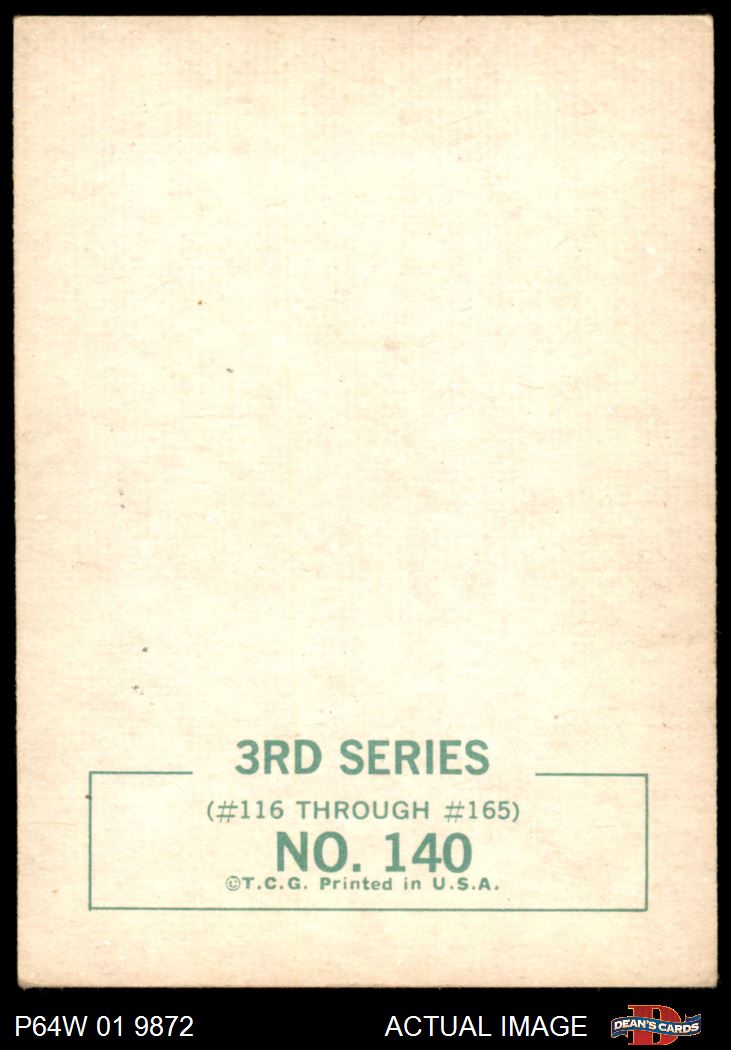 3RD SERIES
(#116 THROUGH #165)
NO. 140
©T.C.G. Printed in U.S.A.
P64W 01 9872
ACTUAL IMAGE
D
DEAN'S CARDS